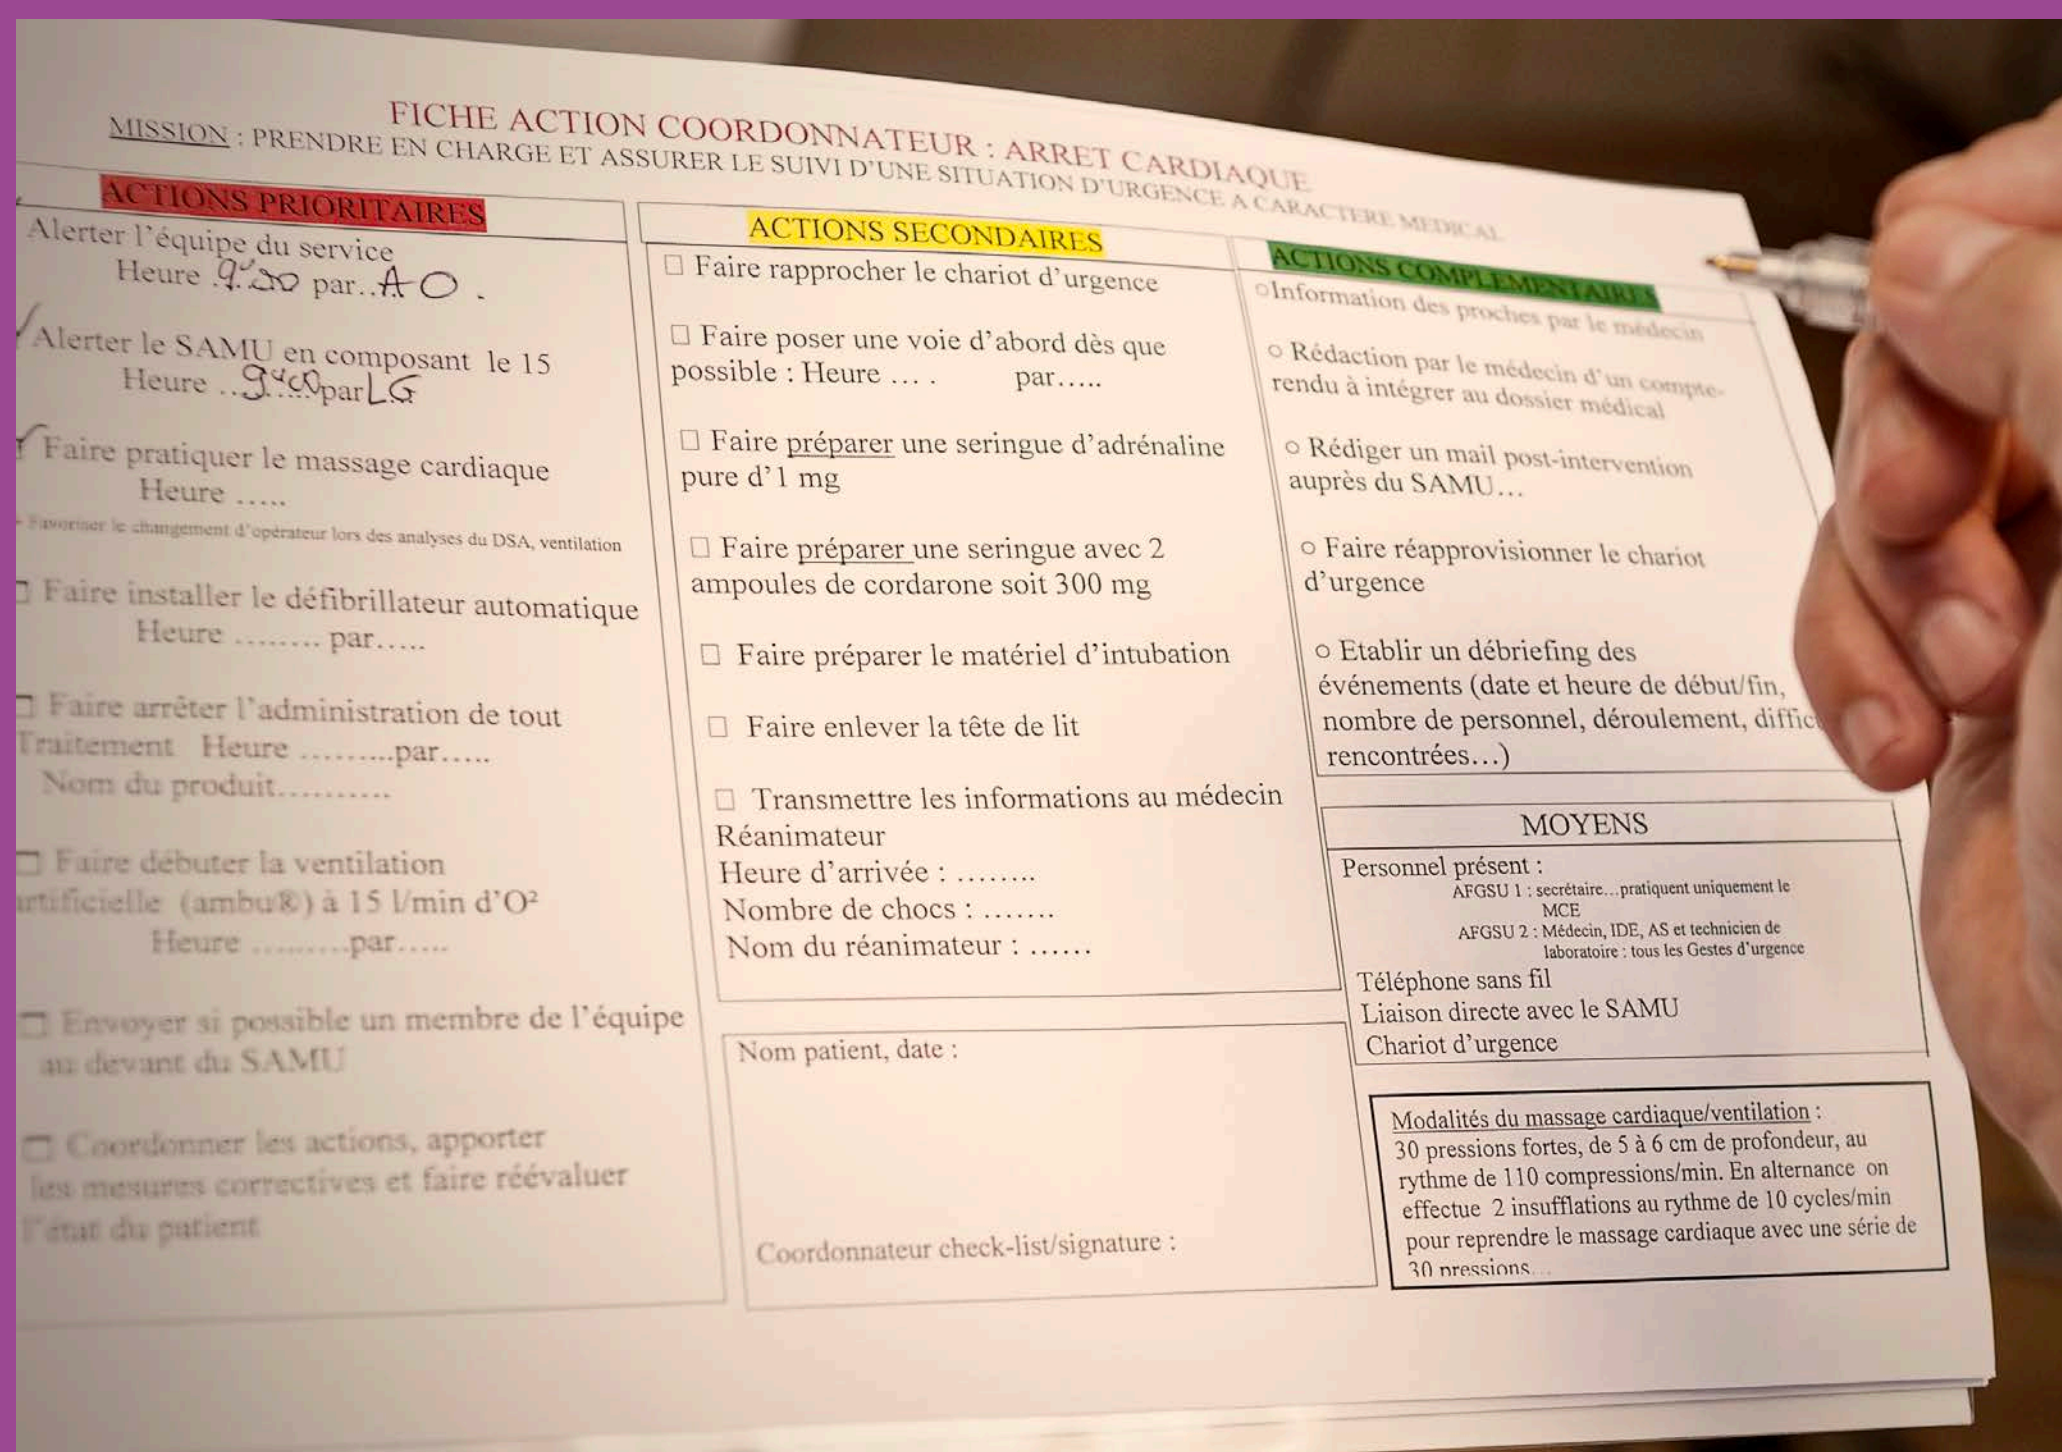 FICHE ACTION COORDONNATEUR : ARRET CARDIAQUE
MISSION : PRENDRE EN CHARGE ET ASSURER LE SUIVI D'UNE SITUATION D'URGENCE A CARACTERE MEDICAL
ACTIONS PRIORITAIRES
Alerter l'équipe du service
Heure par..AO.
Alerter le SAMU en composant le 15
Heure .. par LG
Faire pratiquer le massage cardiaque
Heure .....
- Favoriser le changement d'opérateur lors des analyses du DSA, ventilation
□ Faire installer le défibrillateur automatique
Heure ........ par.....
□ Faire arrêter l'administration de tout
Traitement Heure .........par.....
Nom du produit..........
□ Faire débuter la ventilation
artificielle (ambu®) à 15 l/min d'O²
Heure .........par.....
□ Envoyer si possible un membre de l'équipe
au devant du SAMU
□ Coordonner les actions, apporter
les mesures correctives et faire réévaluer
l'état du patient
ACTIONS SECONDAIRES
□ Faire rapprocher le chariot d'urgence
□ Faire poser une voie d'abord dès que
possible : Heure .... par.....
□ Faire préparer une seringue d'adrénaline
pure d'1 mg
□ Faire préparer une seringue avec 2
ampoules de cordarone soit 300 mg
□ Faire préparer le matériel d'intubation
□ Faire enlever la tête de lit
□ Transmettre les informations au médecin
Réanimateur
Heure d'arrivée : ........
Nombre de chocs : .......
Nom du réanimateur : ......
Nom patient, date :
Coordonnateur check-list/signature :
ACTIONS COMPLEMENTAIRES
○Information des proches par le médecin
○ Rédaction par le médecin d'un compte-
rendu à intégrer au dossier médical
○ Rédiger un mail post-intervention
auprès du SAMU...
○ Faire réapprovisionner le chariot
d'urgence
○ Etablir un débriefing des
événements (date et heure de début/fin,
nombre de personnel, déroulement, diffic
rencontrées...)
MOYENS
Personnel présent :
AFGSU 1 : secrétaire...pratiquent uniquement le
MCE
AFGSU 2 : Médecin, IDE, AS et technicien de
laboratoire : tous les Gestes d'urgence
Téléphone sans fil
Liaison directe avec le SAMU
Chariot d'urgence
Modalités du massage cardiaque/ventilation :
30 pressions fortes, de 5 à 6 cm de profondeur, au
rythme de 110 compressions/min. En alternance on
effectue 2 insufflations au rythme de 10 cycles/min
pour reprendre le massage cardiaque avec une série de
30 pressions...